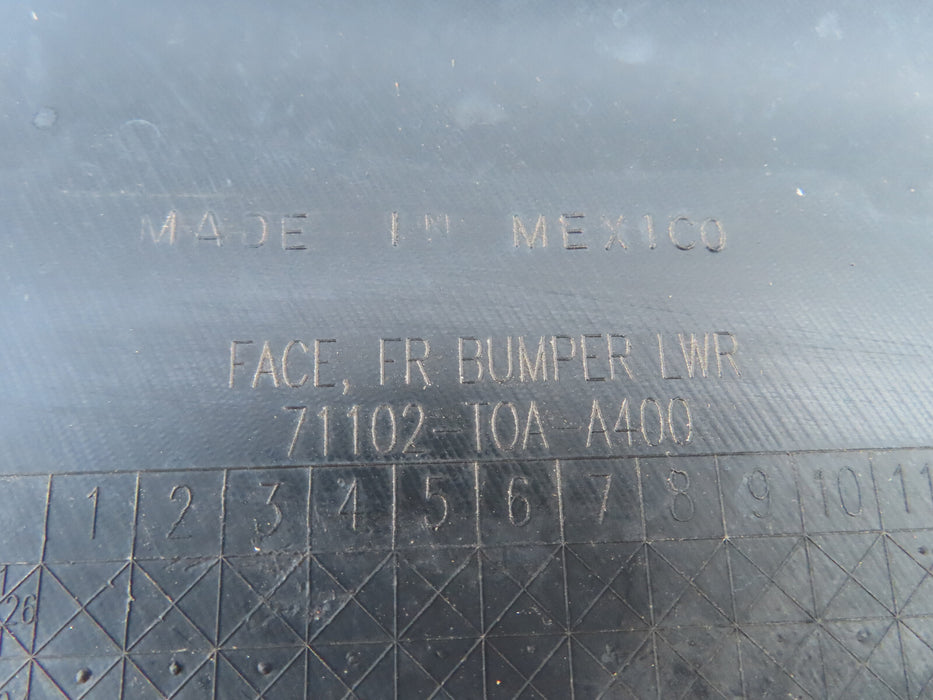 MADE IN MEXICO
FACE, FR BUMPER LWR
71102-T0A-A400
1 2 3 4 5 6 7 8 9 10 11
26